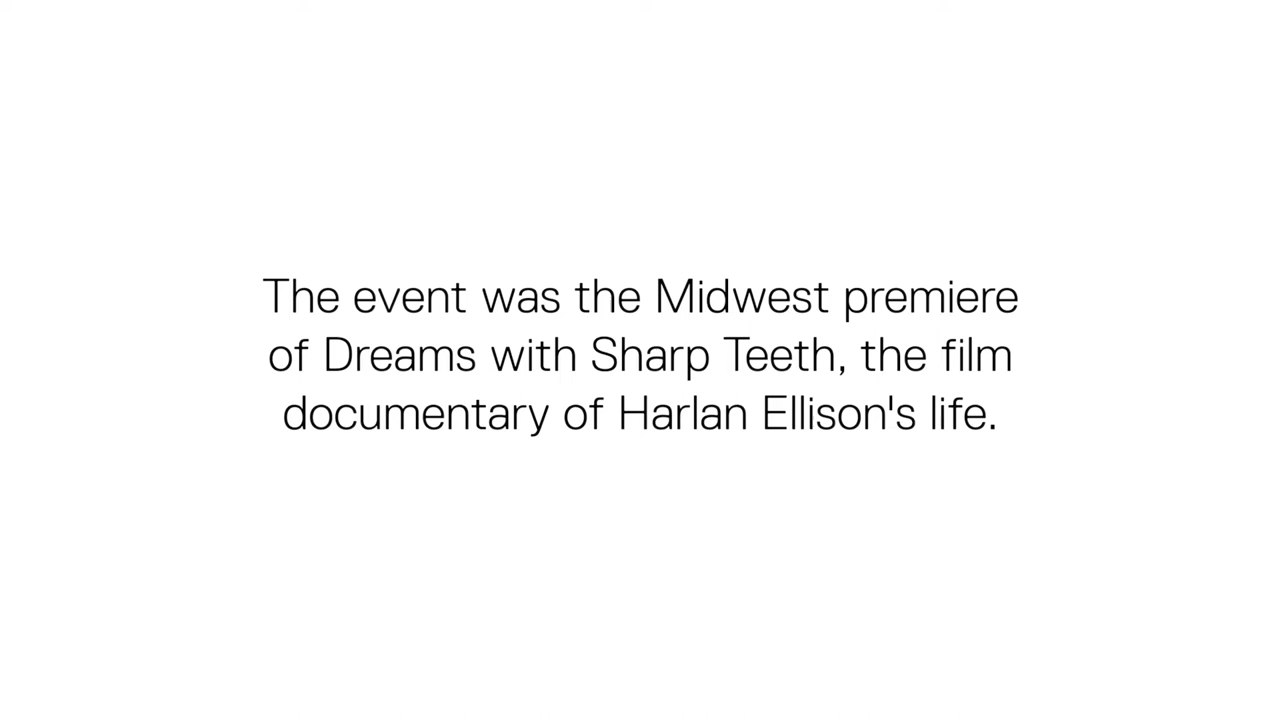 The event was the Midwest premiere
of Dreams with Sharp Teeth, the film
documentary of Harlan Ellison's life.